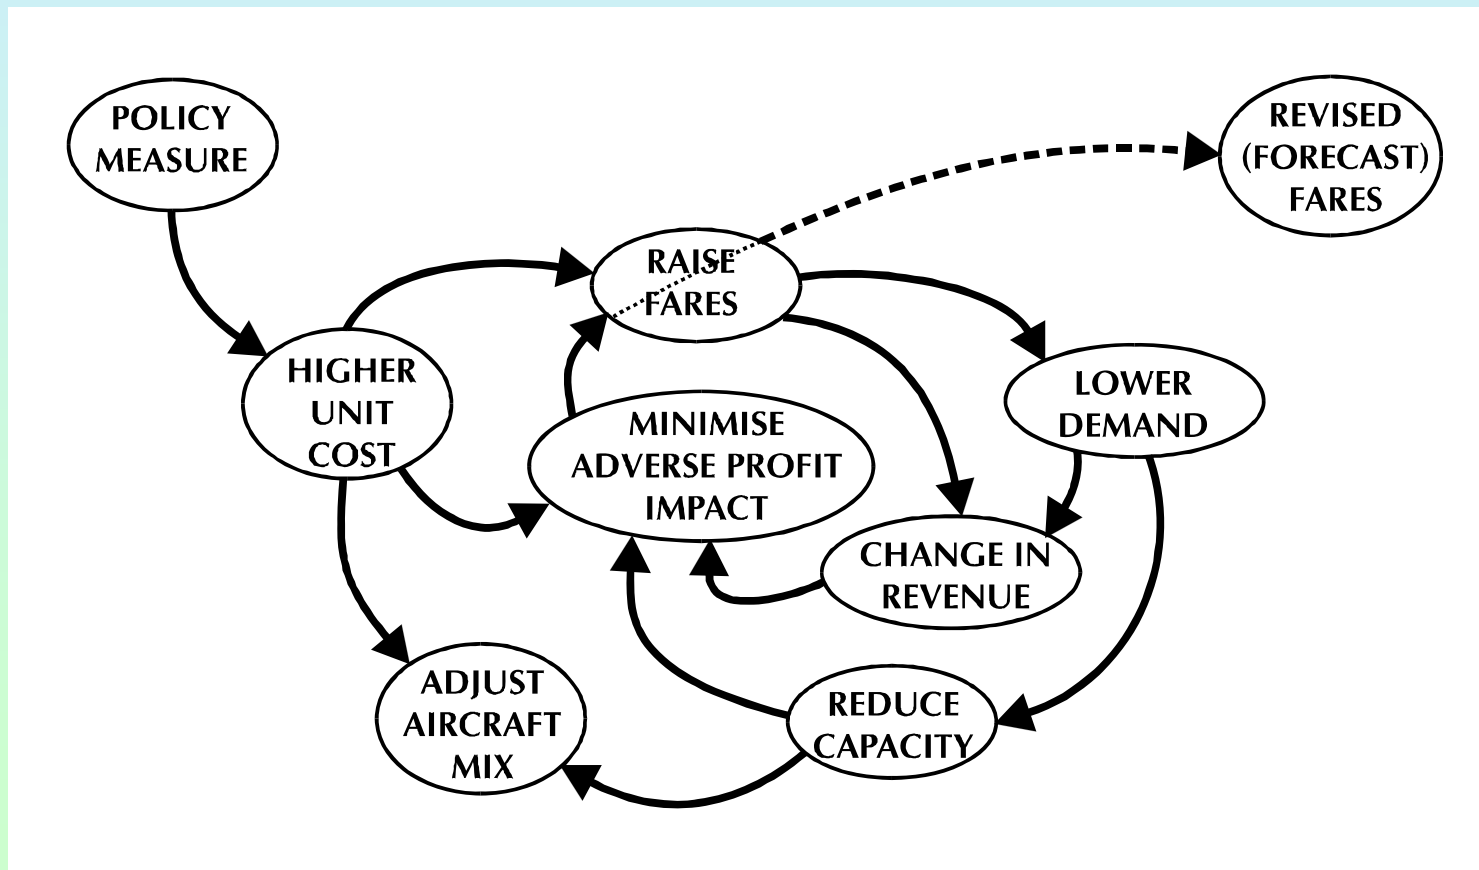 POLICY
MEASURE
REVISED
(FORECAST)
FARES
RAISE
FARES
HIGHER
UNIT
COST
LOWER
DEMAND
MINIMISE
ADVERSE PROFIT
IMPACT
CHANGE IN
REVENUE
ADJUST
AIRCRAFT
MIX
REDUCE
CAPACITY